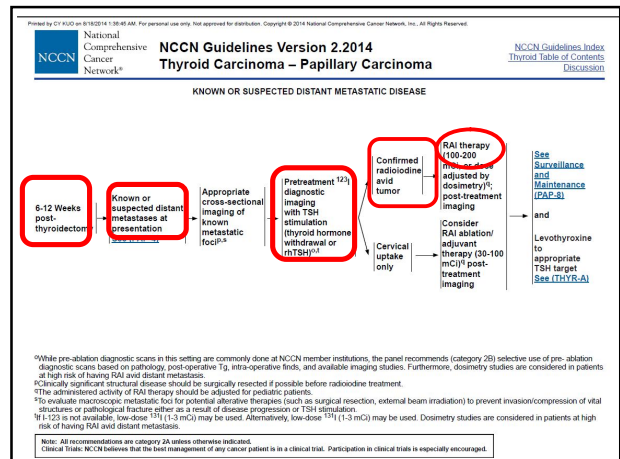 Printed by CY KUO on 8/18/2014 1:36:45 AM. For personal use only. Not approved for distribution. Copyright © 2014 National Comprehensive Cancer Network, Inc., All Rights Reserved.
NCCN
National
Comprehensive
Cancer
Network®
NCCN Guidelines Version 2.2014
Thyroid Carcinoma – Papillary Carcinoma
NCCN Guidelines Index
Thyroid Table of Contents
Discussion
KNOWN OR SUSPECTED DISTANT METASTATIC DISEASE
6-12 Weeks
post-
thyroidectomy
Known or
suspected distant
metastases at
presentation
Appropriate
cross-sectional
imaging of
known
metastatic
foci p,s
Pretreatment 123I
diagnostic
imaging
with TSH
stimulation
(thyroid hormone
withdrawal or
rhTSH) o,t
Confirmed
radioiodine
avid
tumor
Cervical
uptake
only
RAI therapy
(100-200
mCi, or dose
adjusted by
dosimetry) q;
post-treatment
imaging
Consider
RAI ablation/
adjuvant
therapy (30-100
mCi) q post-
treatment
imaging
See
Surveillance
and
Maintenance
(PAP-8)
and
Levothyroxine
to
appropriate
TSH target
See (THYR-A)
oWhile pre-ablation diagnostic scans in this setting are commonly done at NCCN member institutions, the panel recommends (category 2B) selective use of pre- ablation
diagnostic scans based on pathology, postoperative Tg, intra-operative finds, and available imaging studies. Furthermore, dosimetry studies are considered in patients
at high risk of having RAI avid distant metastasis.
pClinically significant structural disease should be surgically resected if possible before radioiodine treatment.
qThe administered activity of RAI therapy should be adjusted for pediatric patients.
sTo evaluate macroscopic metastatic foci for potential alterative therapies (such as surgical resection, external beam irradiation) to prevent invasion/compression of vital
structures or pathological fracture either as a result of disease progression or TSH stimulation.
tIf I-123 is not available, low-dose 131I (1-3 mCi) may be used. Alternatively, low-dose 131I (1-3 mCi) may be used. Dosimetry studies are considered in patients at high
risk of having RAI avid distant metastasis.
Note: All recommendations are category 2A unless otherwise indicated.
Clinical Trials: NCCN believes that the best management of any cancer patient is in a clinical trial. Participation in clinical trials is especially encouraged.